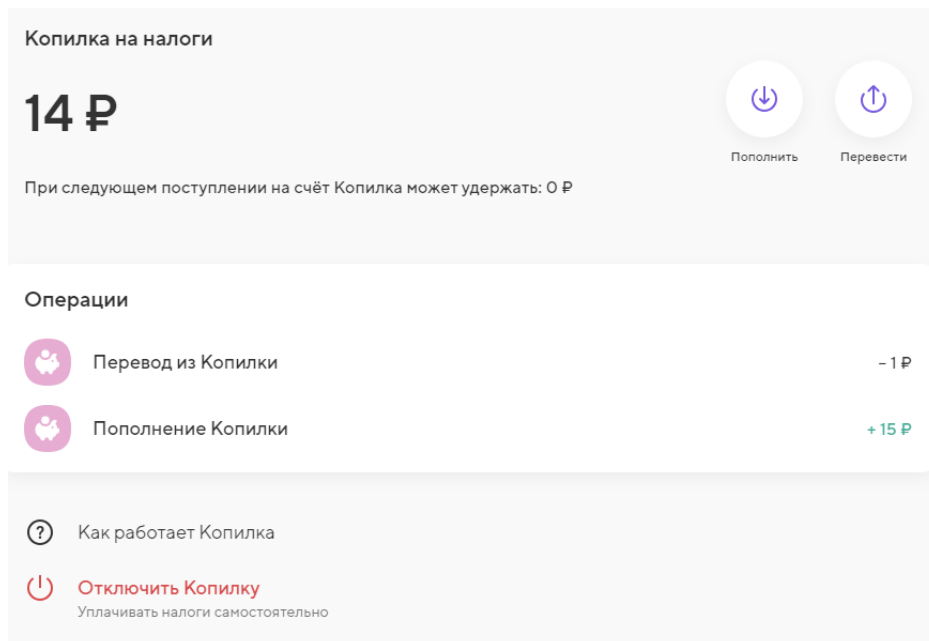 Копилка на налоги
14 ₽
Пополнить
Перевести
При следующем поступлении на счёт Копилка может удержать: 0 ₽
Операции
Перевод из Копилки – 1 ₽
Пополнение Копилки + 15 ₽
Как работает Копилка
Отключить Копилку
Уплачивать налоги самостоятельно